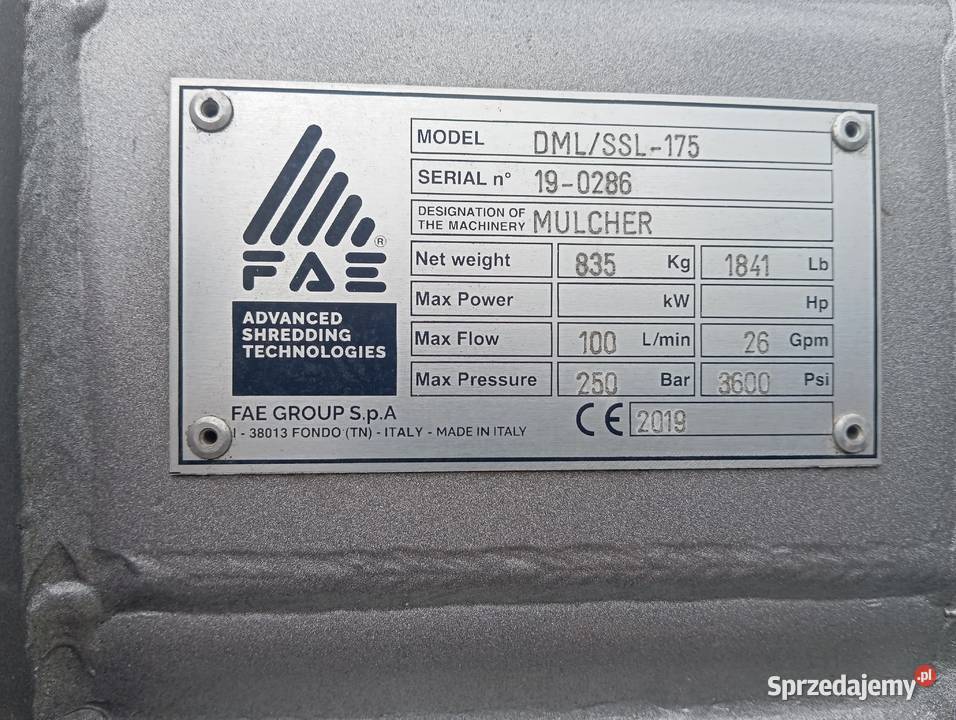 MODEL DML/SSL-175
SERIAL n° 19-0286
DESIGNATION OF THE MACHINERY MULCHER
Net weight 835 Kg 1841 Lb
Max Power kW Hp
Max Flow 100 L/min 26 Gpm
Max Pressure 250 Bar 3600 Psi
CE 2019
®
FAE
ADVANCED
SHREDDING
TECHNOLOGIES
FAE GROUP S.p.A
I - 38013 FONDO (TN) - ITALY - MADE IN ITALY
Sprzedajemy.pl